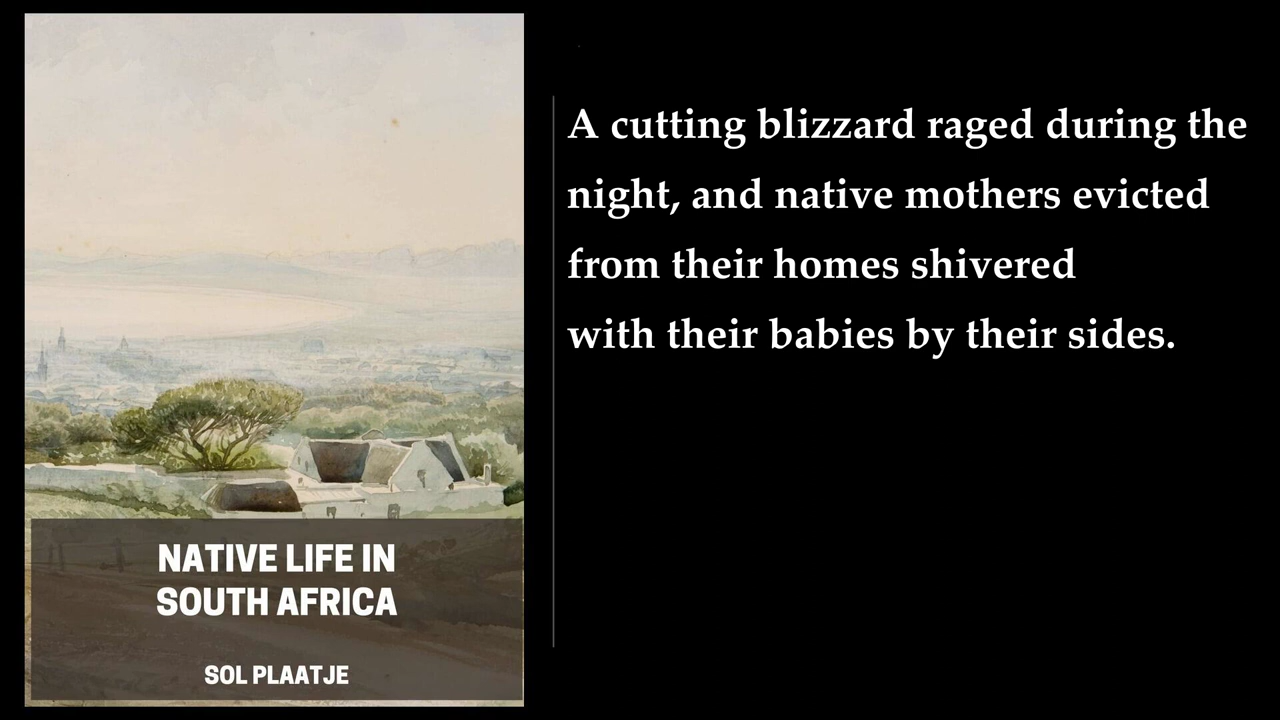 A cutting blizzard raged during the
night, and native mothers evicted
from their homes shivered
with their babies by their sides.
NATIVE LIFE IN
SOUTH AFRICA
SOL PLAATJE